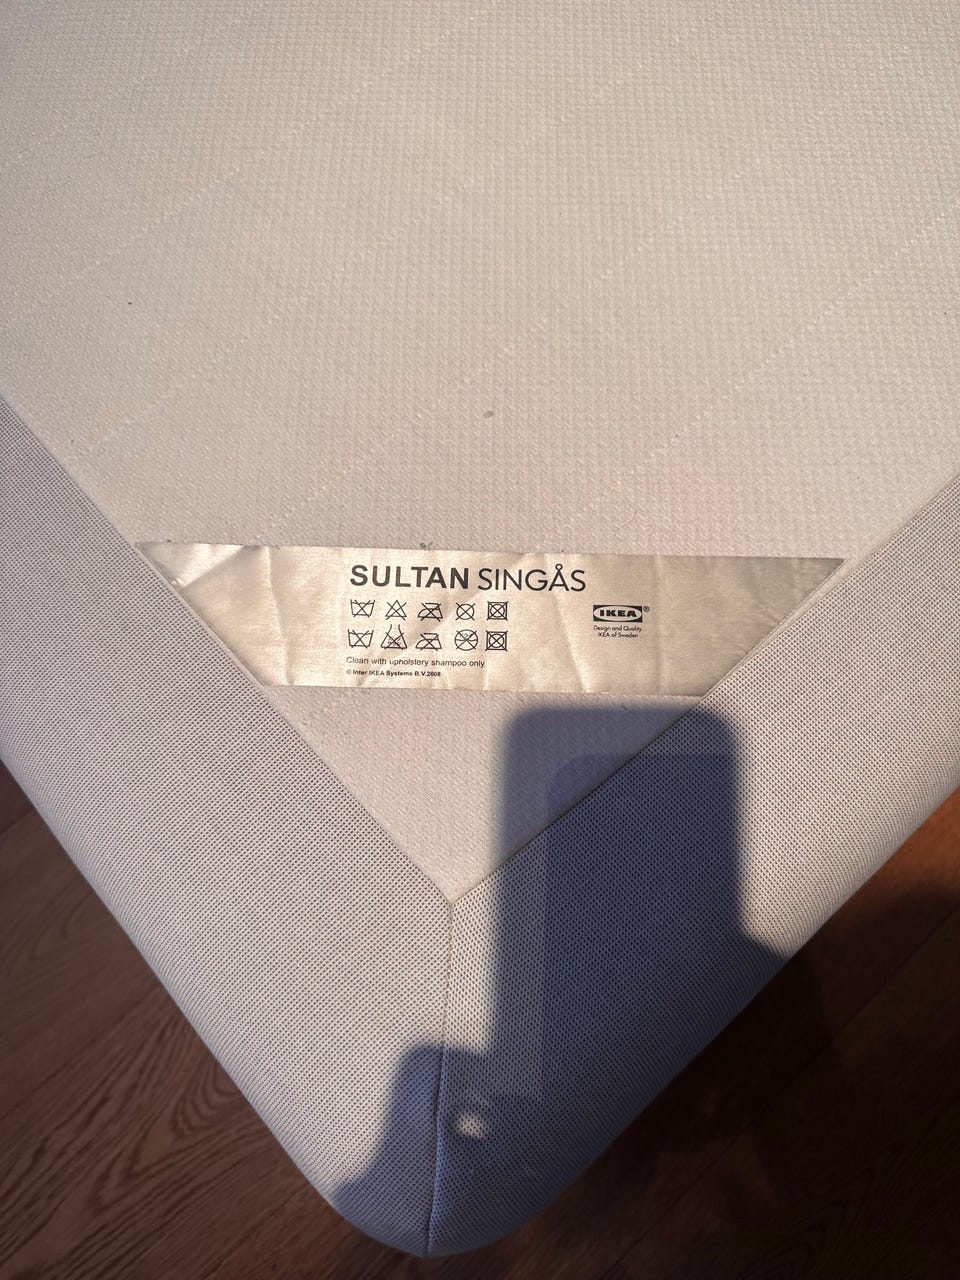 SULTAN SINGÅS
IKEA®
Design and Quality
IKEA of Sweden
Clean with upholstery shampoo only
© Inter IKEA Systems B.V.2008